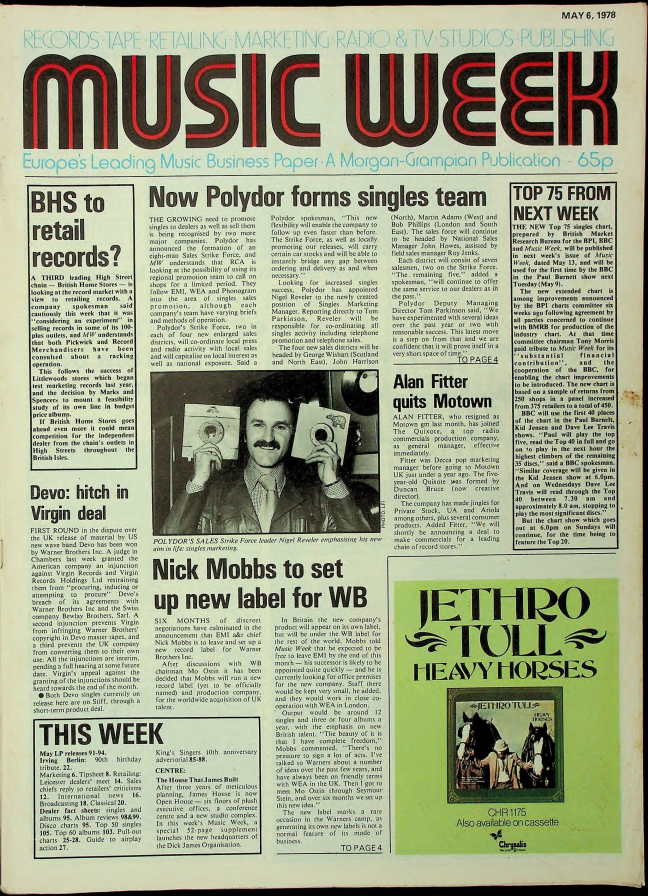 MAY 6, 1978
RECORDS·TAPE·RETAILING·MARKETING·RADIO & TV·STUDIOS·PUBLISHING
MUSIC WEEK
Europe's Leading Music Business Paper·A Morgan-Grampian Publication · 65p
BHS to
retail
records?
A THIRD leading High Street
chain — British Home Stores — is
looking at the record market with a
view to retailing records. A
company spokesman said
cautiously this week that it was
"considering an experiment" in
selling records in some of its 100-
plus outlets, and MW understands
that both Pickwick and Record
Merchandisers have been
consulted about a racking
operation.
This follows the success of
Littlewoods stores which began
test marketing records last year,
and the decision by Marks and
Spencers to mount a feasibility
study of its own line in budget
price albums.
If British Home Stores goes
ahead even more it could mean
competition for the independent
dealer from the chain's outlets in
High Streets throughout the
British Isles.
Devo: hitch in
Virgin deal
FIRST ROUND in the dispute over
the UK release of material by US
new wave band Devo has been won
by Warner Brothers Inc. A judge in
Chambers last week granted the
American company an injunction
against Virgin Records and Virgin
Records Holdings Ltd restraining
them from "procuring, inducing or
attempting to procure" Devo's
breach of its agreements with
Warner Brothers Inc and the Swiss
company Bewlay Brothers, Sarl. A
second injunction prevents Virgin
from infringing Warner Brothers'
copyright in Devo master tapes, and
a third prevents the UK company
from converting them to their own
use. All the injunctions are interim,
pending a full hearing at some future
date. Virgin's appeal against the
granting of the injunctions should be
heard towards the end of the month.
● Both Devo singles currently on
release here are on Stiff, through a
short-term product deal.
Now Polydor forms singles team
THE GROWING need to promote
singles to dealers as well as sell them
is being recognised by two more
major companies. Polydor has
announced the formation of an
eight-man Sales Strike Force, and
MW understands that RCA is
looking at the possibility of using its
regional promotion team to call on
shops for a limited period. They
follow EMI, WEA and Phonogram
into the area of singles sales
promotion, although each
company's team have varying briefs
and methods of operation.
Polydor's Strike Force, two in
each of four new enlarged sales
districts, will co-ordinate local press
and radio activity with local sales
and will capitalise on local interest as
well as national exposure. Said a
Polydor spokesman, "This new
flexibility will enable the company to
follow up even faster than before.
The Strike Force, as well as locally
promoting our releases, will carry
certain car stocks and will be able to
instantly bridge any gap between
ordering and delivery as and when
necessary."
Looking for increased singles
success, Polydor has appointed
Nigel Reveler to the newly created
position of Singles Marketing
Manager. Reporting directly to Tom
Parkinson, Reveler will be
responsible for co-ordinating all
singles activity including telephone
promotion and telephone sales.
The four new sales districts will be
headed by George Wishart (Scotland
and North East), John Harrison
(North), Martin Adams (West) and
Bob Phillips (London and South
East). The sales force will continue
to be headed by National Sales
Manager John Howes, assisted by
field sales manager Ray Jenks.
Each district will consist of seven
salesmen, two on the Strike Force.
"The remaining five," added a
spokesman, "will continue to offer
the same service to our dealers as in
the past."
Polydor Deputy Managing
Director Tom Parkinson said, "We
have experimented with several ideas
over the past year or two with
reasonable success. This latest move
is a step on from that and we are
confident that it will prove itself in a
very short space of time."
TO PAGE 4
POLYDOR'S SALES Strike Force leader Nigel Reveler emphasising his new
aim in life: singles marketing.
Alan Fitter
quits Motown
ALAN FITTER, who resigned as
Motown gm last month, has joined
The Quixote, a top radio
commercials production company,
as general manager, effective
immediately.
Fitter was Decca pop marketing
manager before going to Motown
UK just under a year ago. The five-
year-old Quixote was formed by
Duncan Bruce (now creative
director).
The company has made jingles for
Private Stock, UA and Ariola
among others, plus several consumer
products. Added Fitter, "We will
shortly be announcing a deal to
make commercials for a leading
chain of record stores."
TOP 75 FROM
NEXT WEEK
THE NEW Top 75 singles chart,
prepared by British Market
Research Bureau for the BPI, BBC
and Music Week, will be published
in next week's issue of Music
Week, dated May 13, and will be
used for the first time by the BBC
in the Paul Burnett show next
Tuesday (May 9).
The new extended chart is
among improvements announced
by the BPI charts committee six
weeks ago following agreement by
all parties concerned to continue
with BMRB for production of the
industry chart. At that time
committee chairman Tony Morris
paid tribute to Music Week for its
"substantial financial
contribution", and the
cooperation of the BBC, for
enabling the chart improvements
to be introduced. The new chart is
based on a sample of returns from
250 shops in a panel increased
from 375 retailers to a total of 450.
BBC will use the first 40 places
of the chart in the Paul Burnett,
Kid Jensen and Dave Lee Travis
shows. "Paul will play the top
five, read the Top 40 in full and go
on to play in the next hour the
highest climbers of the remaining
35 discs," said a BBC spokesman.
"Similar coverage will be given in
the Kid Jensen show at 6.0pm.
And on Wednesdays Dave Lee
Travis will read through the Top
40 between 7.30 am and
approximately 8.0 am, stopping to
play the most significant discs."
But the chart show which goes
out at 6.0pm on Sundays will
continue, for the time being to
feature the Top 20.
Nick Mobbs to set
up new label for WB
SIX MONTHS of discreet
negotiations have culminated in the
announcement that EMI a&r chief
Nick Mobbs is to leave and set up a
new record label for Warner
Brothers Inc.
After discussions with WB
chairman Mo Ostin it has been
decided that Mobbs will run a new
record label (yet to be officially
named) and production company,
for the worldwide acquisition of UK
talent.
In Britain the new company's
product will appear on its own label,
but will be under the WB label for
the rest of the world. Mobbs told
Music Week that he expected to be
free to leave EMI by the end of this
month — his successor is likely to be
appointed quite quickly — and he is
currently looking for office premises
for the new company. Staff there
would be kept very small, he added,
and they would work in close co-
operation with WEA in London.
Output would be around 12
singles and three or four albums a
year, with the emphasis on new
British talent. "The beauty of it is
that I have complete freedom,"
Mobbs commented. "There's no
pressure to sign a lot of acts. I've
talked to Warners about a number
of ideas over the past few years, and
have always been on friendly terms
with WEA in the UK. Then I got to
meet Mo Ostin through Seymour
Stein, and over six months we set up
this new idea."
The new label marks a rare
occasion in the Warners camp, as
generating its own new labels is not a
normal feature of its mode of
business.
TO PAGE 4
THIS WEEK
May LP releases 91-94.
Irving Berlin: 90th birthday
tribute. 22.
Marketing 6. Tipsheet 8. Retailing:
Leicester dealers' meet 14. Sales
chiefs reply to retailers' criticisms
12. International news 16.
Broadcasting 18. Classical 20.
Dealer fact sheets: singles and
albums 95. Album reviews 98&99.
Disco charts 95. Top 50 singles
105. Top 60 albums 103. Pull-out
charts 25-28. Guide to airplay
action 27.
King's Singers 10th anniversary
advertorial 85-88.
CENTRE:
The House That James Built
After three years of meticulous
planning, James House is now
Open House — six floors of plush
executive offices, a conference
centre and a new studio complex.
In this week's Music Week, a
special 52-page supplement
launches the new headquarters of
the Dick James Organisation.
JETHRO
TULL
HEAVY HORSES
JETHRO TULL
HEAVY
HORSES
CHR 1175
Also available on cassette
Chrysalis